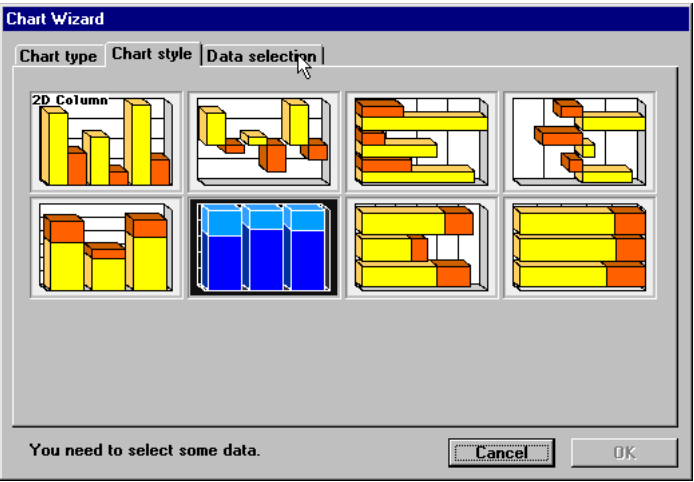 Chart Wizard
Chart type Chart style Data selection
2D Column
You need to select some data. Cancel OK